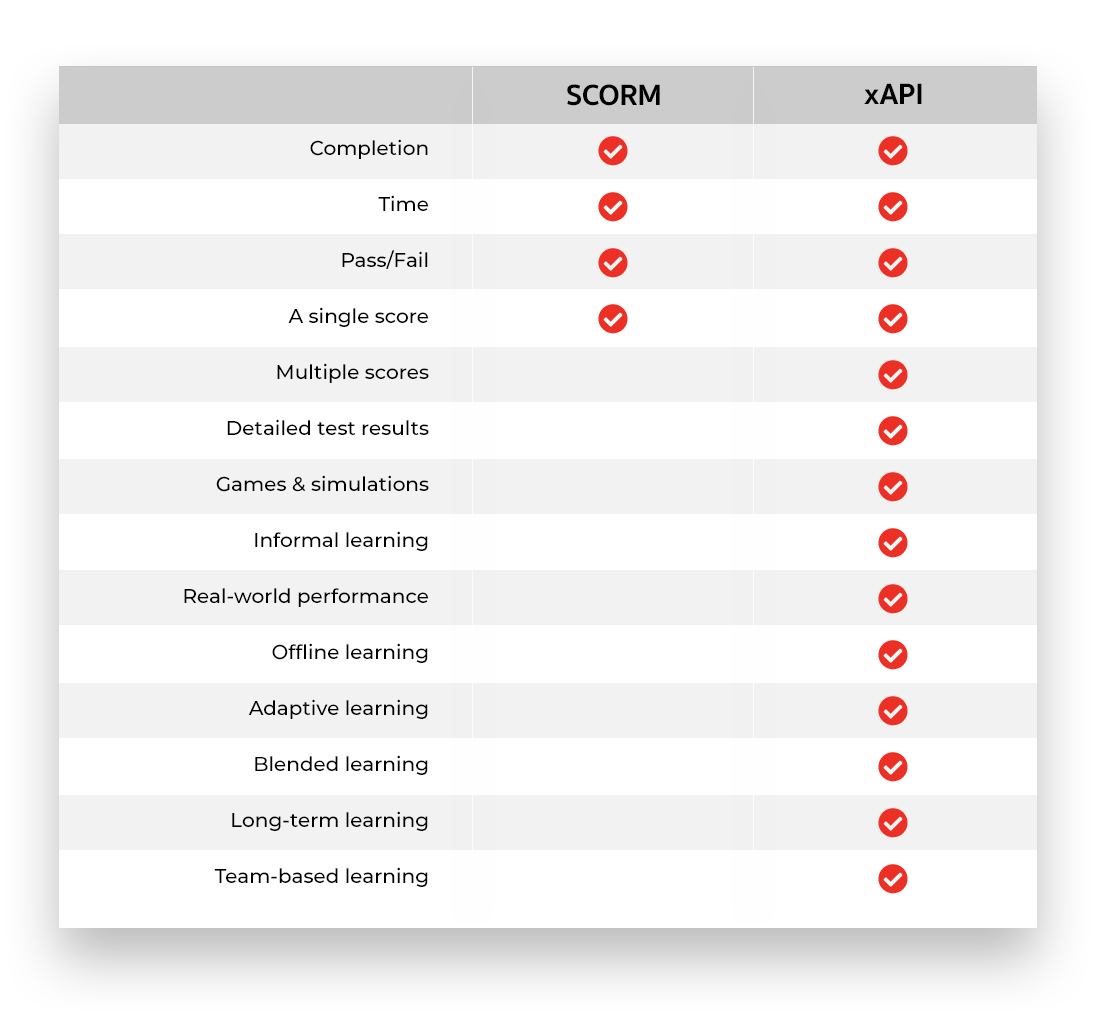 SCORM xAPI
Completion
Time
Pass/Fail
A single score
Multiple scores
Detailed test results
Games & simulations
Informal learning
Real-world performance
Offline learning
Adaptive learning
Blended learning
Long-term learning
Team-based learning